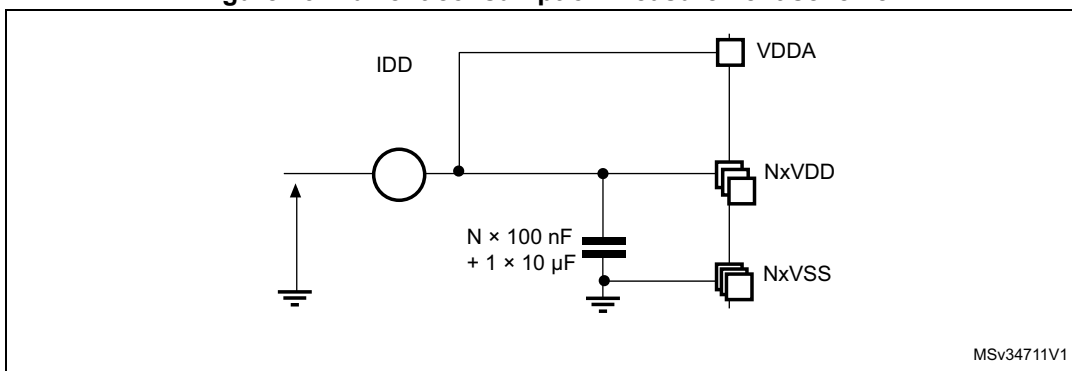 IDD
VDDA
NxVDD
N × 100 nF
+ 1 × 10 µF
NxVSS
MSv34711V1